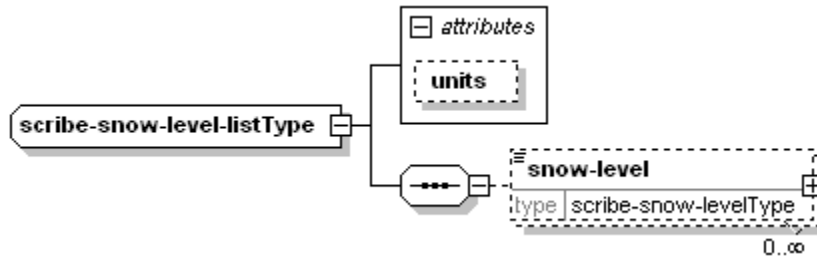 attributes
units
scribe-snow-level-listType
snow-level
type scribe-snow-levelType
0..∞